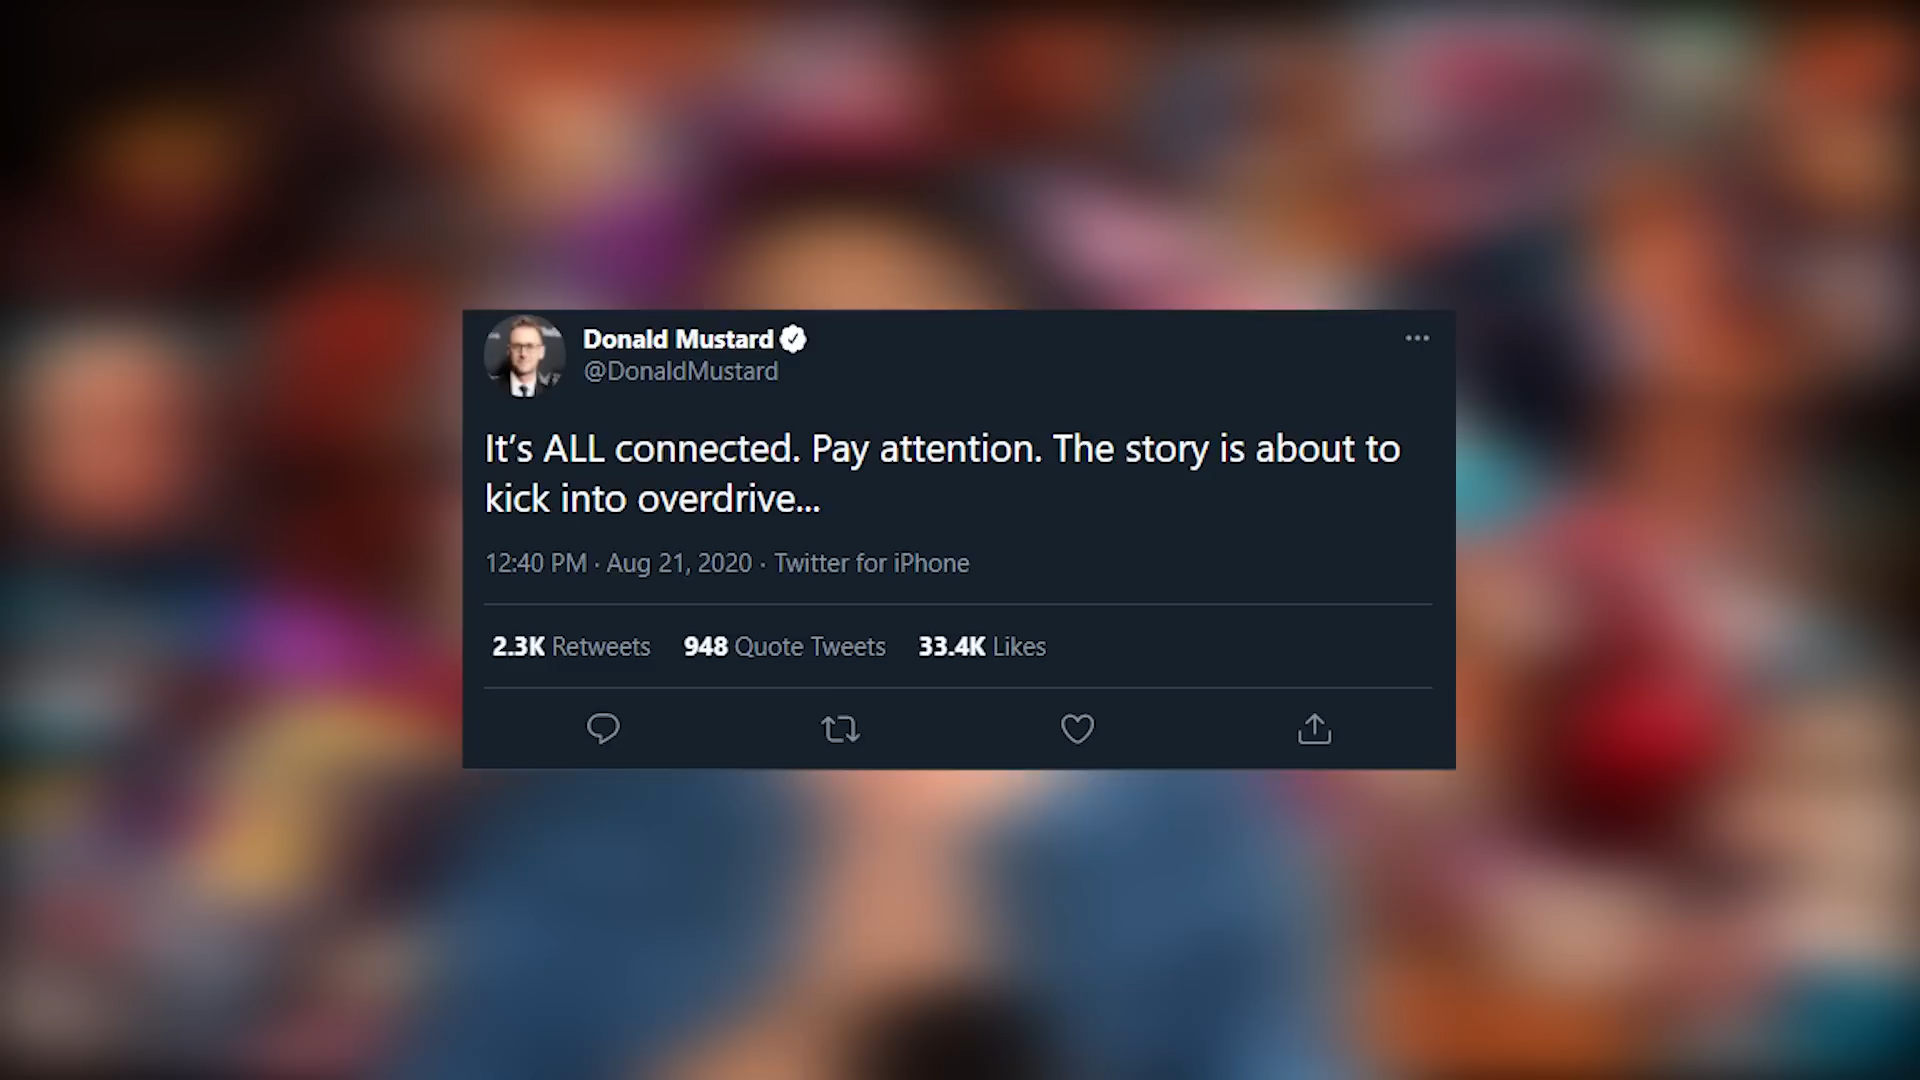 Donald Mustard
@DonaldMustard
It’s ALL connected. Pay attention. The story is about to
kick into overdrive...
12:40 PM · Aug 21, 2020 · Twitter for iPhone
2.3K Retweets 948 Quote Tweets 33.4K Likes